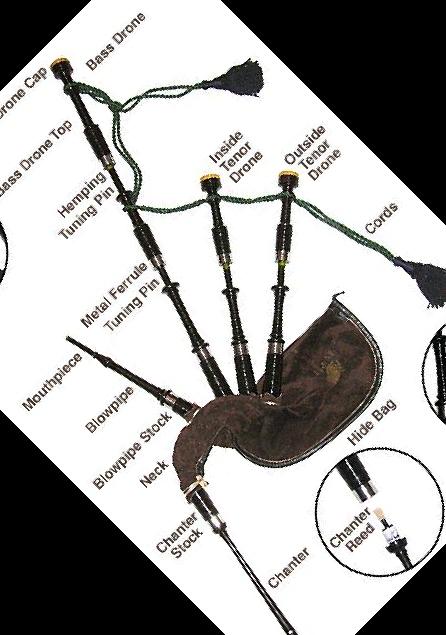 Bass Drone
Drone Cap
Bass Drone Top
Inside
Tenor
Drone
Outside
Tenor
Drone
Hemping
Tuning Pin
Cords
Metal Ferrule
Tuning Pin
Mouthpiece
Blowpipe
Blowpipe Stock
Neck
Hide Bag
Chanter
Stock
Chanter
Reed
Chanter